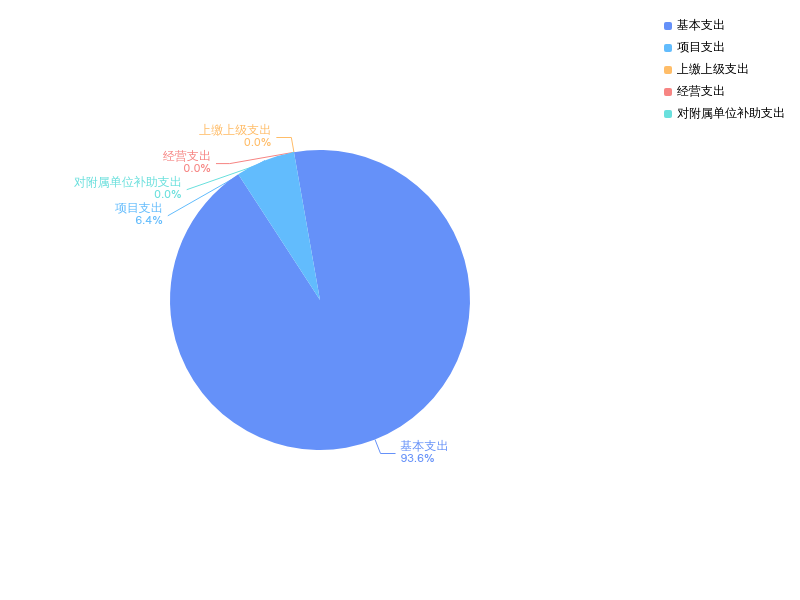 基本支出
项目支出
上缴上级支出
经营支出
对附属单位补助支出
上缴上级支出
0.0%
经营支出
0.0%
对附属单位补助支出
0.0%
项目支出
6.4%
基本支出
93.6%